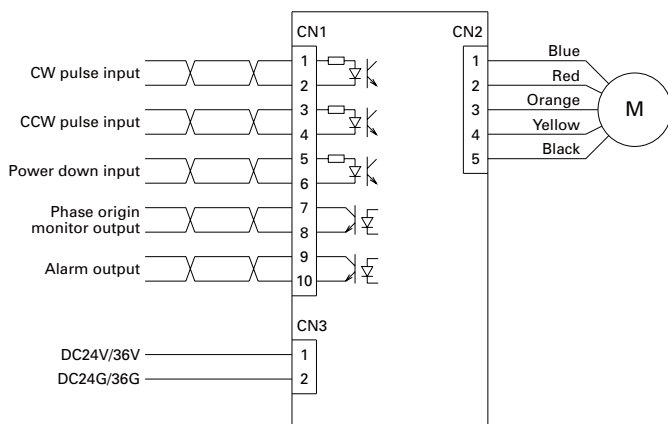 CN1
CW pulse input
1
2
CCW pulse input
3
4
Power down input
5
6
Phase origin
monitor output
7
8
Alarm output
9
10
CN2
1
2
3
4
5
Blue
Red
Orange
Yellow
Black
M
CN3
DC24V/36V
1
DC24G/36G
2